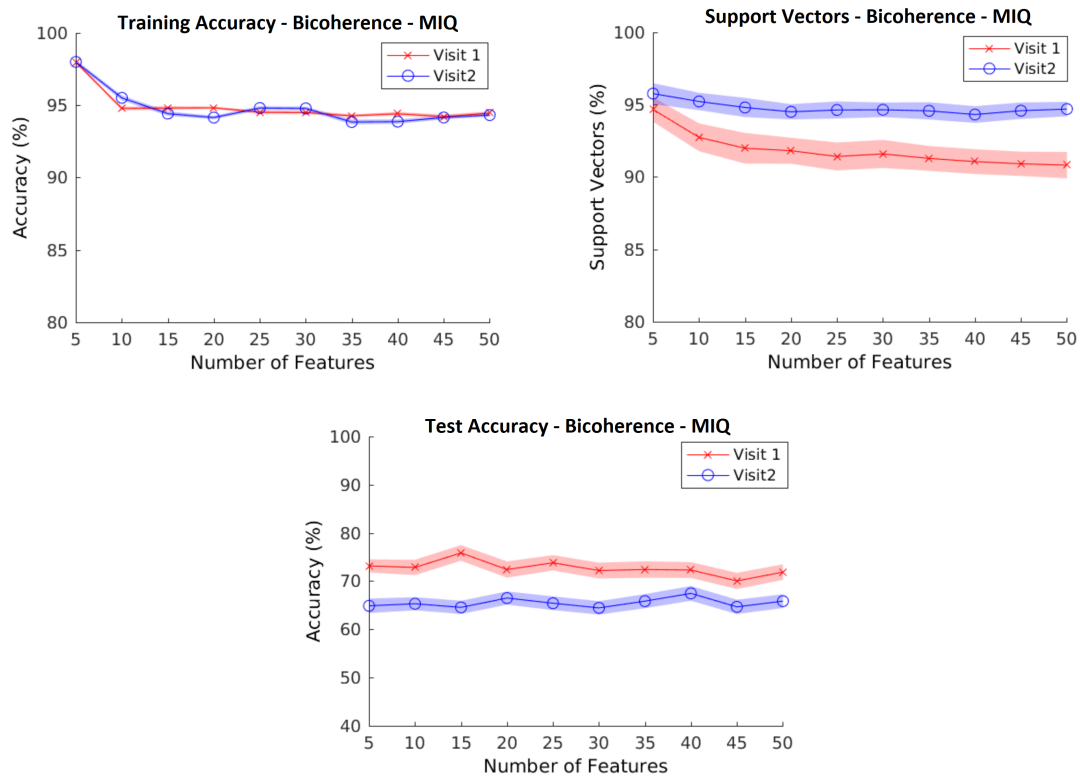 Training Accuracy - Bicoherence - MIQ
Visit 1
Visit2
100
95
90
85
80
Accuracy (%)
5 10 15 20 25 30 35 40 45 50
Number of Features
Support Vectors - Bicoherence - MIQ
Visit 1
Visit2
100
95
90
85
80
Support Vectors (%)
5 10 15 20 25 30 35 40 45 50
Number of Features
Test Accuracy - Bicoherence - MIQ
Visit 1
Visit2
100
90
80
70
60
50
40
Accuracy (%)
5 10 15 20 25 30 35 40 45 50
Number of Features